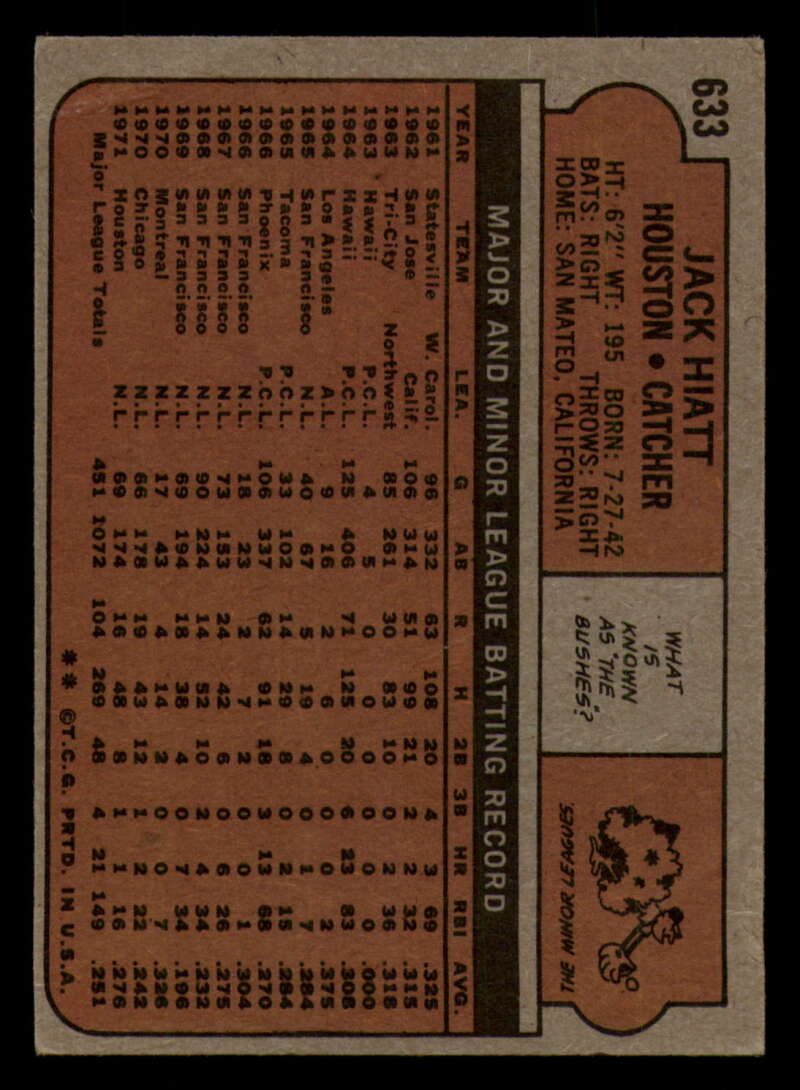 633
JACK HIATT
HOUSTON • CATCHER
HT: 6'2" WT: 195 BORN: 7-27-42
BATS: RIGHT THROWS: RIGHT
HOME: SAN MATEO, CALIFORNIA
WHAT
IS
KNOWN
AS "THE
BUSHES"?
THE MINOR LEAGUES.
MAJOR AND MINOR LEAGUE BATTING RECORD
YEAR TEAM LEA. G AB R H 2B 3B HR RBI AVG.
1961 Statesville W. Carol. 96 332 63 108 20 4 3 69 .325
1962 San Jose Calif. 106 314 51 99 21 2 2 32 .315
1963 Tri-City Northwest 85 261 30 83 10 0 2 36 .318
1963 Hawaii P.C.L. 4 5 0 0 0 0 0 0 .000
1964 Hawaii P.C.L. 125 406 71 125 20 6 23 83 .308
1964 Los Angeles A.L. 9 16 2 6 0 0 0 2 .375
1965 San Francisco N.L. 40 67 5 19 4 0 1 7 .284
1965 Tacoma P.C.L. 33 102 14 29 8 0 2 15 .284
1966 Phoenix P.C.L. 106 337 62 91 18 3 13 68 .270
1966 San Francisco N.L. 18 23 2 7 2 0 0 1 .304
1967 San Francisco N.L. 73 153 24 42 6 0 6 26 .275
1968 San Francisco N.L. 90 224 14 52 10 2 4 34 .232
1969 San Francisco N.L. 69 194 18 38 4 0 7 34 .196
1970 Montreal N.L. 17 43 4 14 2 0 0 7 .326
1970 Chicago N.L. 66 178 19 43 12 1 2 22 .242
1971 Houston N.L. 69 174 16 48 8 1 1 16 .276
Major League Totals 451 1072 104 269 48 4 21 149 .251
** ©T.C.G. PRTD. IN U.S.A.